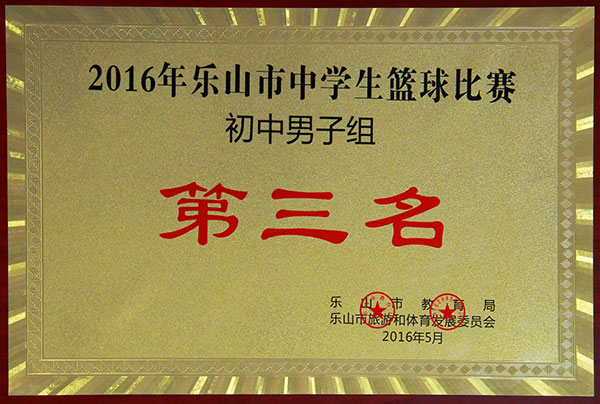 2016年乐山市中学生篮球比赛
初中男子组
第三名
乐山市教育局
乐山市旅游和体育发展委员会
2016年5月